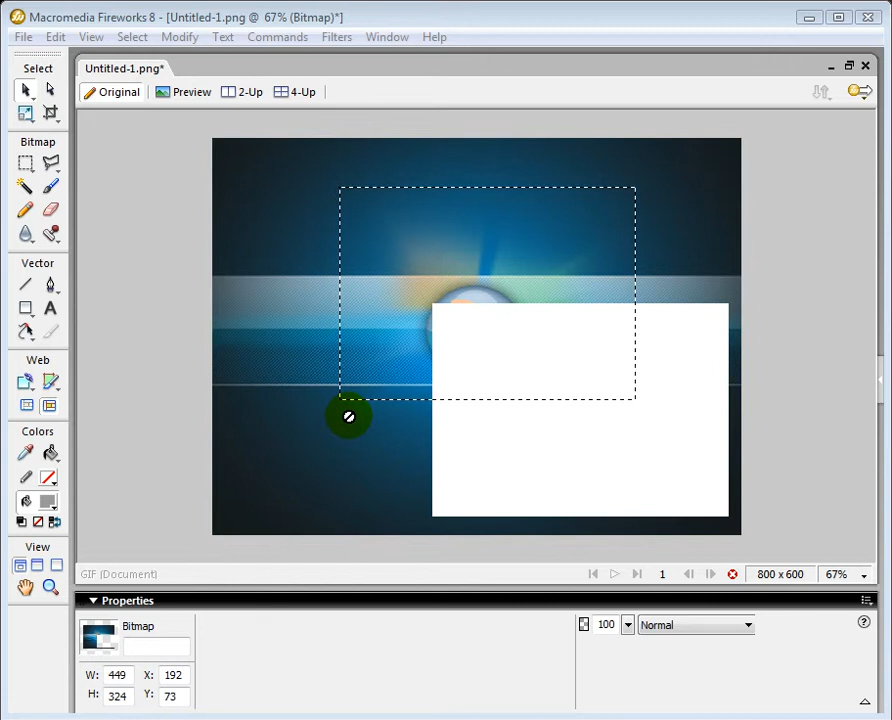 Macromedia Fireworks 8 - [Untitled-1.png @ 67% (Bitmap)*]
File Edit View Select Modify Text Commands Filters Window Help
Select
Untitled-1.png*
Original Preview 2-Up 4-Up
Bitmap
Vector
A
Web
Colors
View
GIF (Document) 1 800 x 600 67%
Properties
Bitmap 100 Normal ?
W: 449 X: 192
H: 324 Y: 73